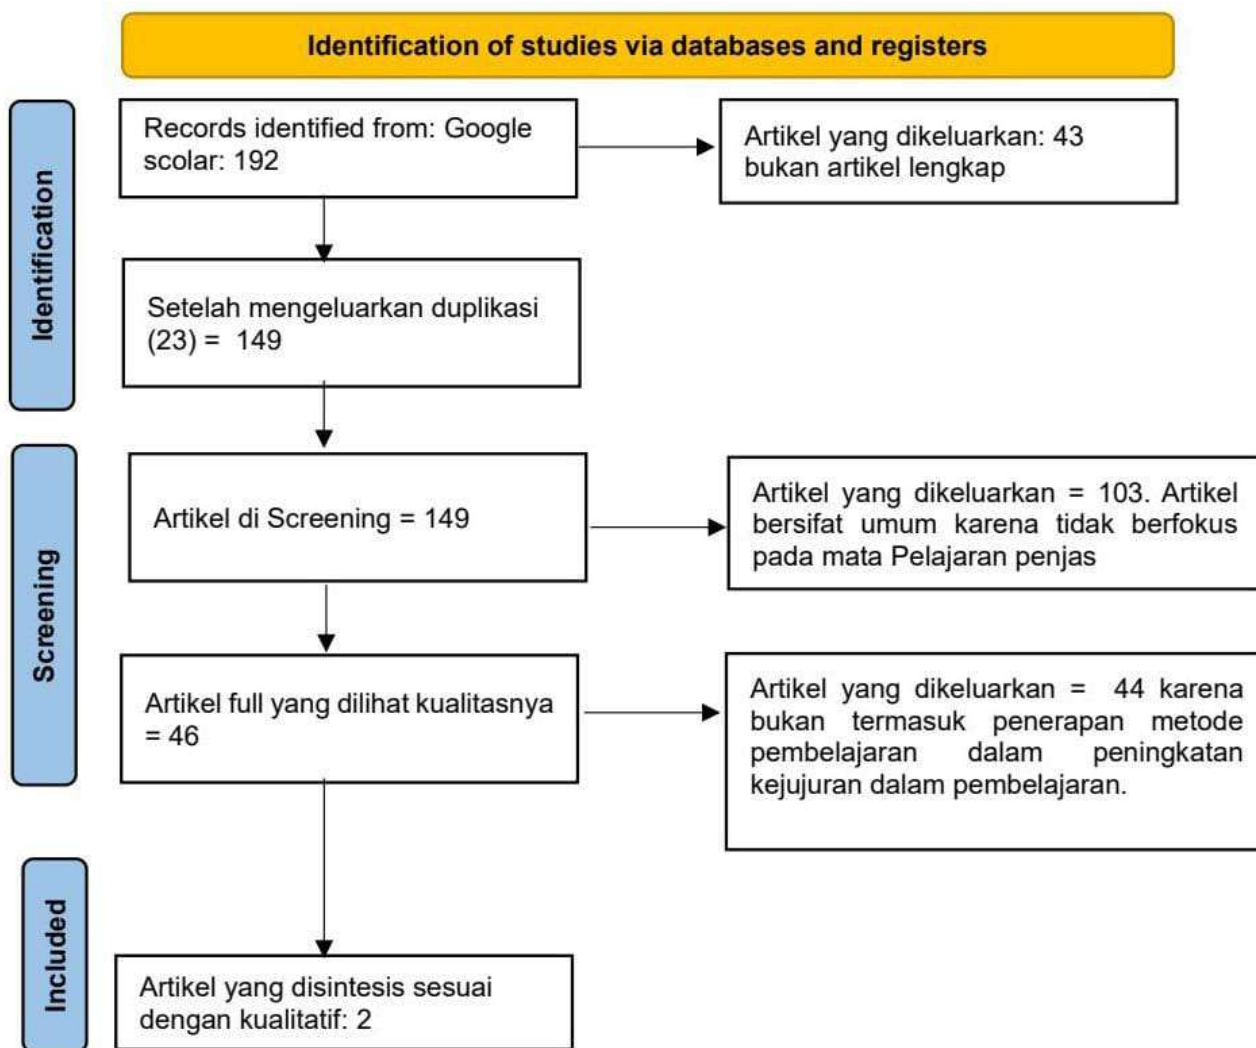 Identification of studies via databases and registers
Identification
Records identified from: Google
scolar: 192
Artikel yang dikeluarkan: 43
bukan artikel lengkap
Setelah mengeluarkan duplikasi
(23) = 149
Screening
Artikel di Screening = 149
Artikel yang dikeluarkan = 103. Artikel
bersifat umum karena tidak berfokus
pada mata Pelajaran penjas
Artikel full yang dilihat kualitasnya
= 46
Artikel yang dikeluarkan = 44 karena
bukan termasuk penerapan metode
pembelajaran dalam peningkatan
kejujuran dalam pembelajaran.
Included
Artikel yang disintesis sesuai
dengan kualitatif: 2